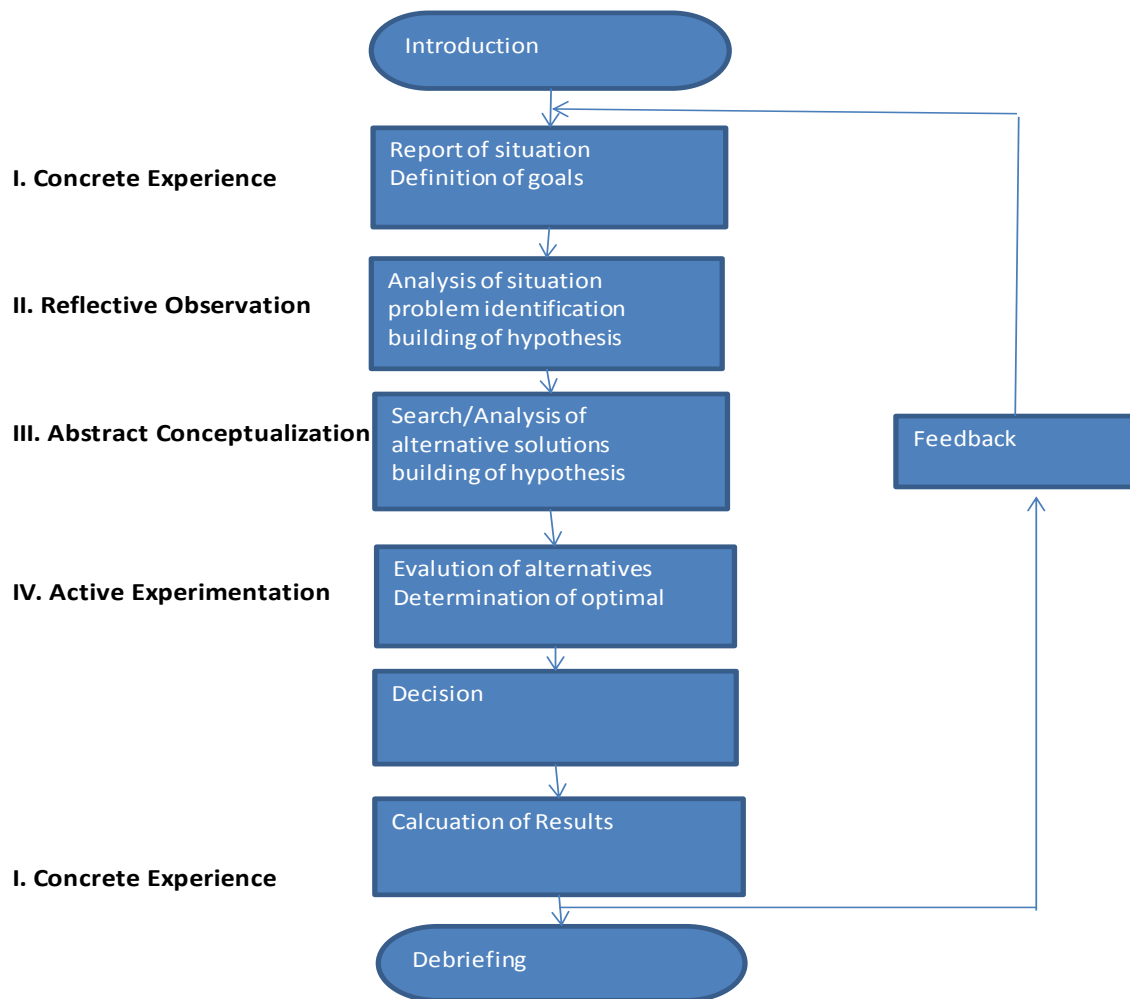 Introduction
Report of situation
Definition of goals
I. Concrete Experience
Analysis of situation
problem identification
building of hypothesis
II. Reflective Observation
Search/Analysis of
alternative solutions
building of hypothesis
III. Abstract Conceptualization
Feedback
Evalution of alternatives
Determination of optimal
IV. Active Experimentation
Decision
Calcuation of Results
I. Concrete Experience
Debriefing